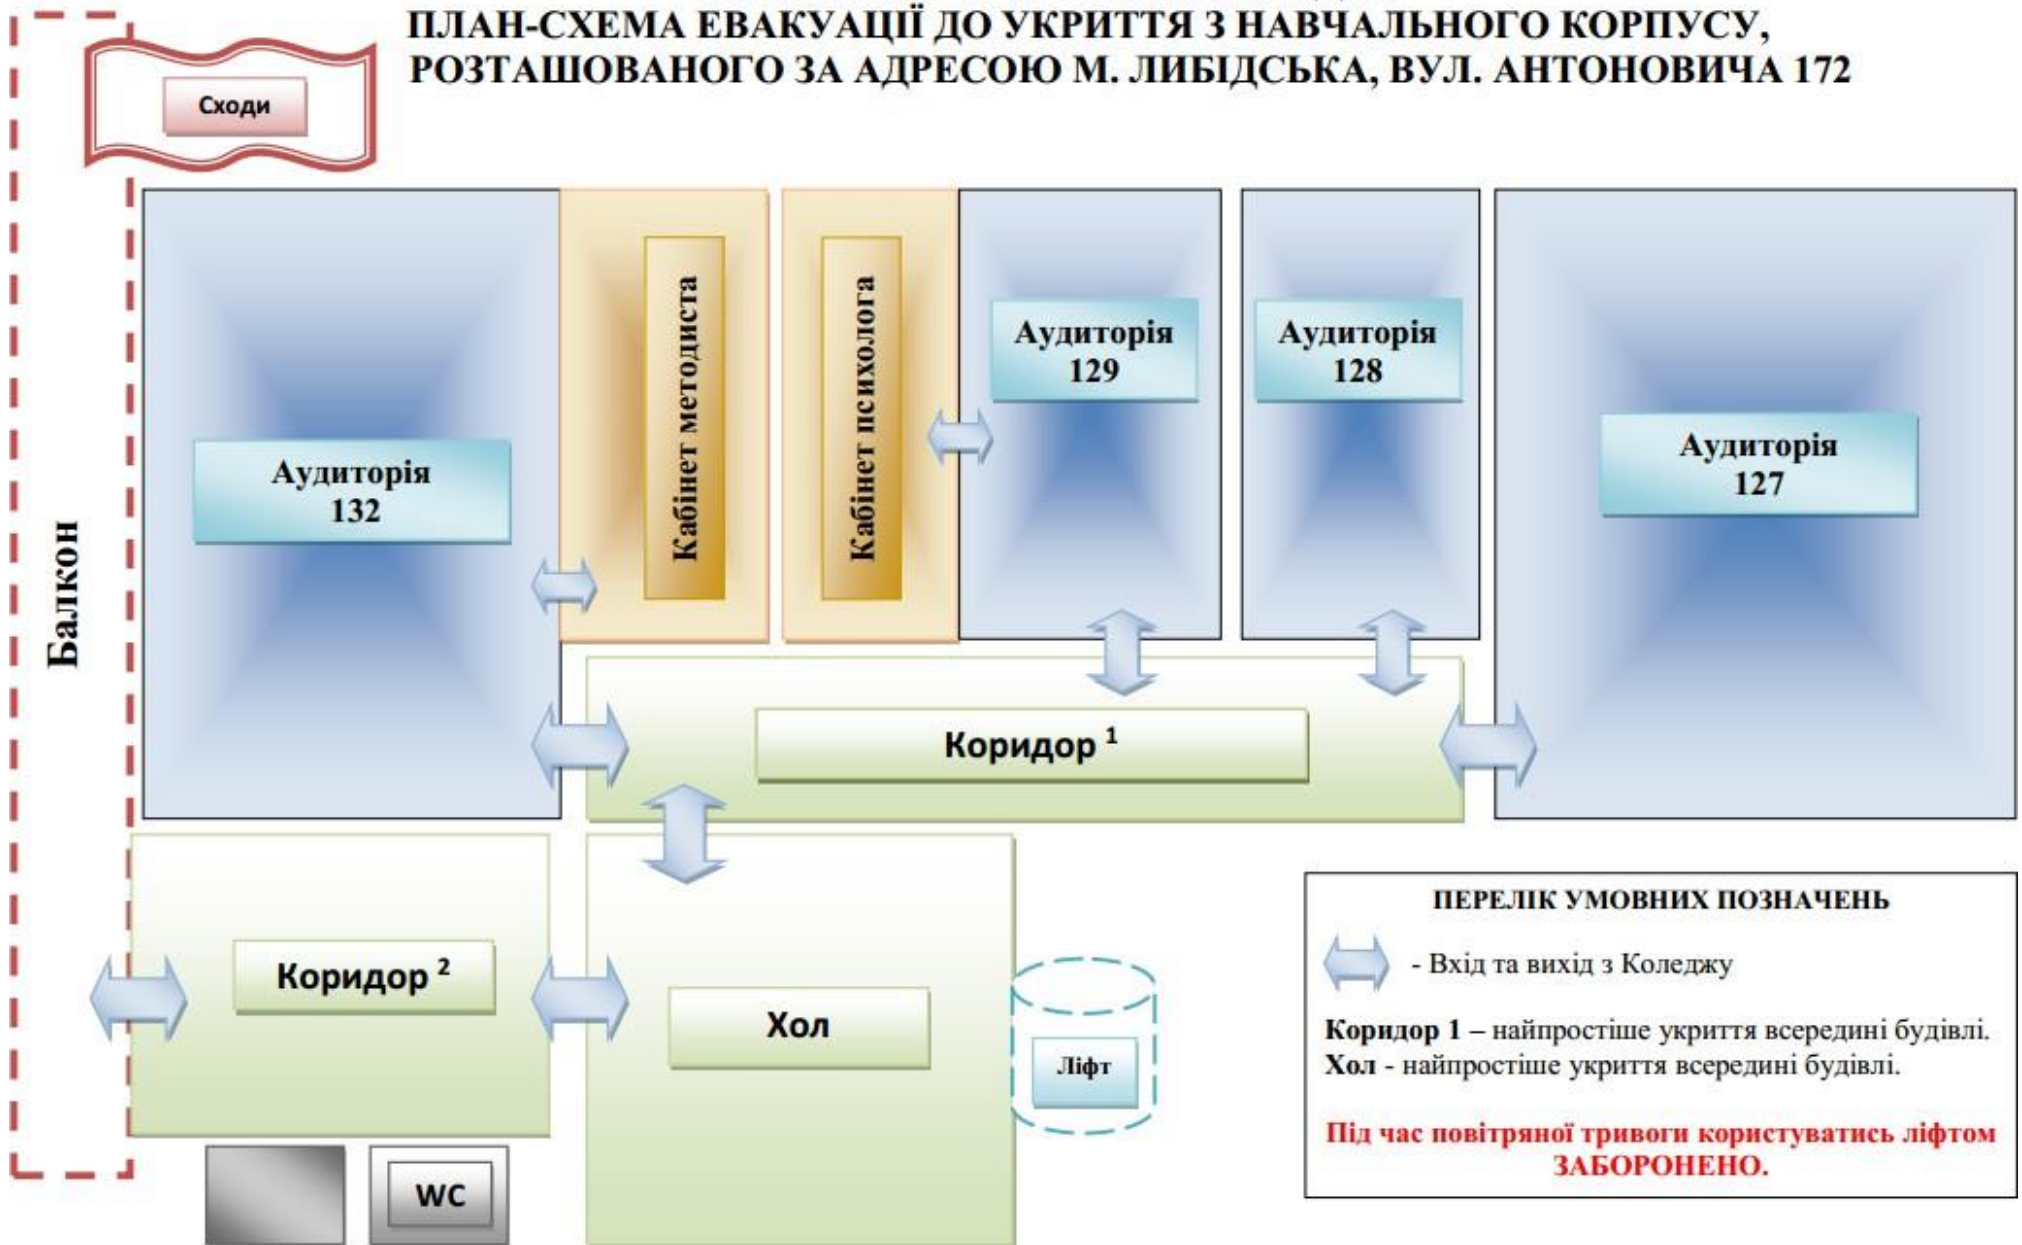 ПЛАН-СХЕМА ЕВАКУАЦІЇ ДО УКРИТТЯ З НАВЧАЛЬНОГО КОРПУСУ,
РОЗТАШОВАНОГО ЗА АДРЕСОЮ М. ЛИБІДСЬКА, ВУЛ. АНТОНОВИЧА 172
Сходи
Балкон
Аудиторія
132
Кабінет методиста
Кабінет психолога
Аудиторія
129
Аудиторія
128
Аудиторія
127
Коридор ¹
Коридор ²
Хол
Ліфт
WC
ПЕРЕЛІК УМОВНИХ ПОЗНАЧЕНЬ
- Вхід та вихід з Коледжу
Коридор 1 – найпростіше укриття всередині будівлі.
Хол - найпростіше укриття всередині будівлі.
Під час повітряної тривоги користуватись ліфтом
ЗАБОРОНЕНО.